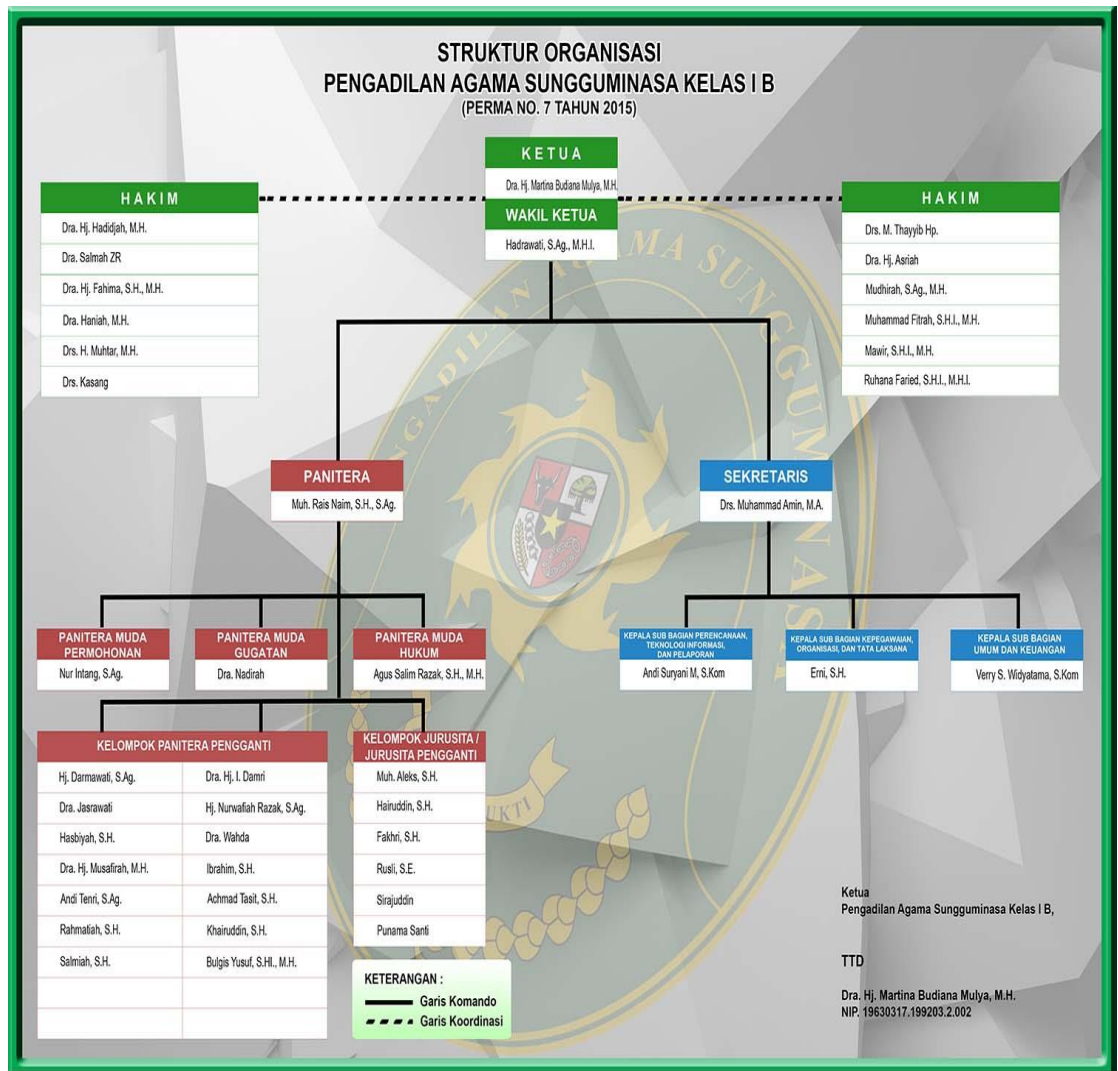 STRUKTUR ORGANISASI
PENGADILAN AGAMA SUNGGUMINASA KELAS I B
(PERMA NO. 7 TAHUN 2015)
KETUA
Dra. Hj. Martina Budiana Mulya, M.H.
WAKIL KETUA
Hadrawati, S.Ag., M.H.I.
HAKIM
Dra. Hj. Hadidjah, M.H.
Dra. Salmah ZR
Dra. Hj. Fahima, S.H., M.H.
Dra. Haniah, M.H.
Drs. H. Muhtar, M.H.
Drs. Kasang
HAKIM
Drs. M. Thayyib Hp.
Dra. Hj. Asriah
Mudhirah, S.Ag., M.H.
Muhammad Fitrah, S.H.I., M.H.
Mawir, S.H.I., M.H.
Ruhana Faried, S.H.I., M.H.I.
PENGADILAN AGAMA SUNGGUMINASA
PANITERA
Muh. Rais Naim, S.H., S.Ag.
SEKRETARIS
Drs. Muhammad Amin, M.A.
PANITERA MUDA
PERMOHONAN
Nur Intang, S.Ag.
PANITERA MUDA
GUGATAN
Dra. Nadirah
PANITERA MUDA
HUKUM
Agus Salim Razak, S.H., M.H.
KEPALA SUB BAGIAN PERENCANAAN,
TEKNOLOGI INFORMASI,
DAN PELAPORAN
Andi Suryani M, S.Kom
KEPALA SUB BAGIAN KEPEGAWAIAN,
ORGANISASI, DAN TATA LAKSANA
Erni, S.H.
KEPALA SUB BAGIAN
UMUM DAN KEUANGAN
Verry S. Widyatama, S.Kom
KELOMPOK PANITERA PENGGANTI
Hj. Darmawati, S.Ag.
Dra. Jasrawati
Hasbiyah, S.H.
Dra. Hj. Musafirah, M.H.
Andi Tenri, S.Ag.
Rahmatiah, S.H.
Salmiah, S.H.
Dra. Hj. I. Damri
Hj. Nurwafiah Razak, S.Ag.
Dra. Wahda
Ibrahim, S.H.
Achmad Tasit, S.H.
Khairuddin, S.H.
Bulgis Yusuf, S.HI., M.H.
KELOMPOK JURUSITA /
JURUSITA PENGGANTI
Muh. Aleks, S.H.
Hairuddin, S.H.
Fakhri, S.H.
Rusli, S.E.
Sirajuddin
Punama Santi
UKTI
KETERANGAN :
Garis Komando
Garis Koordinasi
Ketua
Pengadilan Agama Sungguminasa Kelas I B,
TTD
Dra. Hj. Martina Budiana Mulya, M.H.
NIP. 19630317.199203.2.002